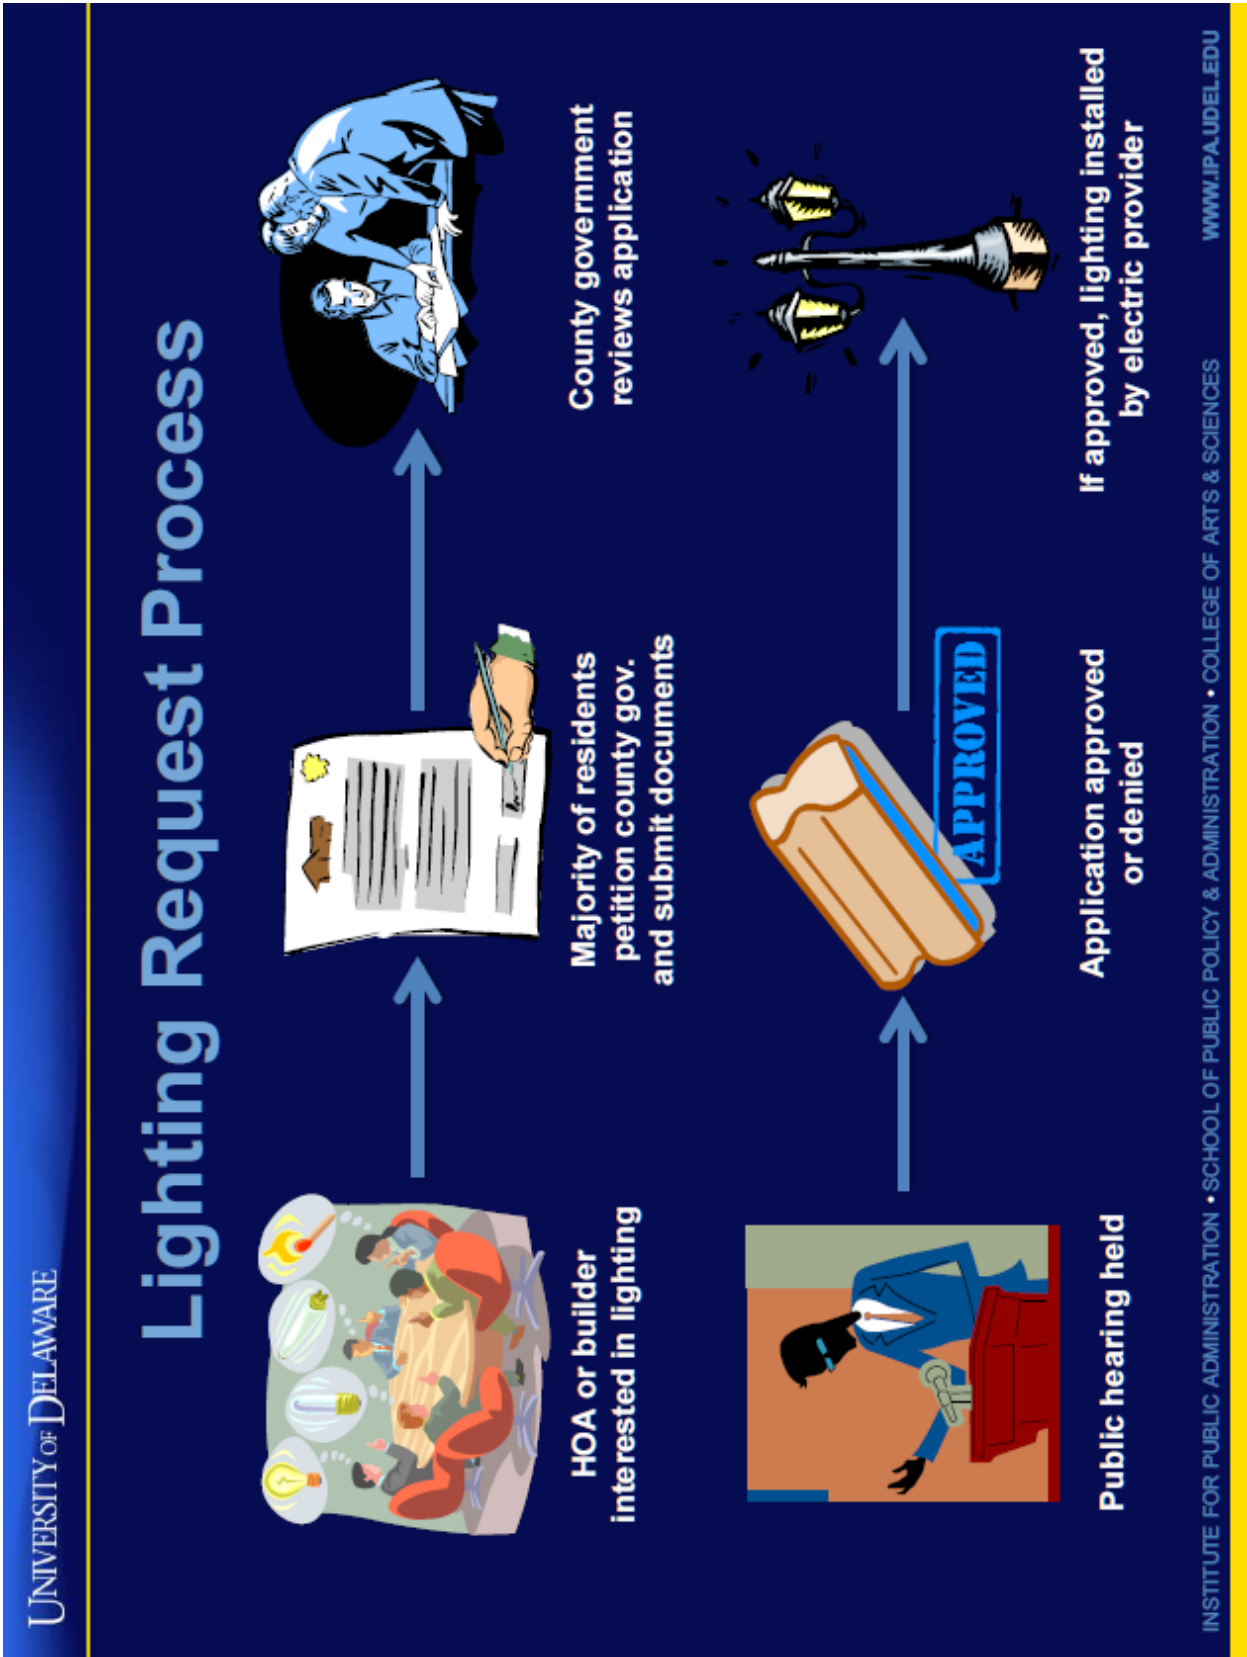 UNIVERSITY OF DELAWARE
Lighting Request Process
HOA or builder
interested in lighting
Majority of residents
petition county gov.
and submit documents
County government
reviews application
Public hearing held
APPROVED
Application approved
or denied
If approved, lighting installed
by electric provider
INSTITUTE FOR PUBLIC ADMINISTRATION • SCHOOL OF PUBLIC POLICY & ADMINISTRATION • COLLEGE OF ARTS & SCIENCES WWW.IPA.UDEL.EDU